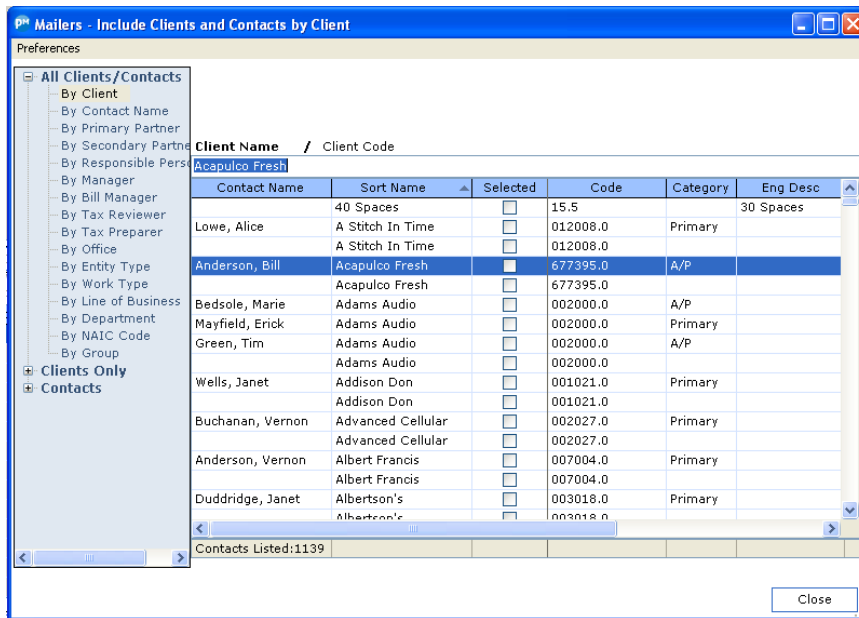 PM Mailers - Include Clients and Contacts by Client
Preferences
All Clients/Contacts
By Client
By Contact Name
By Primary Partner
By Secondary Partne
By Responsible Perso
By Manager
By Bill Manager
By Tax Reviewer
By Tax Preparer
By Office
By Entity Type
By Work Type
By Line of Business
By Department
By NAIC Code
By Group
Clients Only
Contacts
Client Name / Client Code
Acapulco Fresh
Contact Name Sort Name Selected Code Category Eng Desc
40 Spaces 15.5 30 Spaces
Lowe, Alice A Stitch In Time 012008.0 Primary
A Stitch In Time 012008.0
Anderson, Bill Acapulco Fresh 677395.0 A/P
Acapulco Fresh 677395.0
Bedsole, Marie Adams Audio 002000.0 A/P
Mayfield, Erick Adams Audio 002000.0 Primary
Green, Tim Adams Audio 002000.0 A/P
Adams Audio 002000.0
Wells, Janet Addison Don 001021.0 Primary
Addison Don 001021.0
Buchanan, Vernon Advanced Cellular 002027.0 Primary
Advanced Cellular 002027.0
Anderson, Vernon Albert Francis 007004.0 Primary
Albert Francis 007004.0
Duddridge, Janet Albertson's 003018.0 Primary
Albertson's 003018.0
Contacts Listed:1139
Close